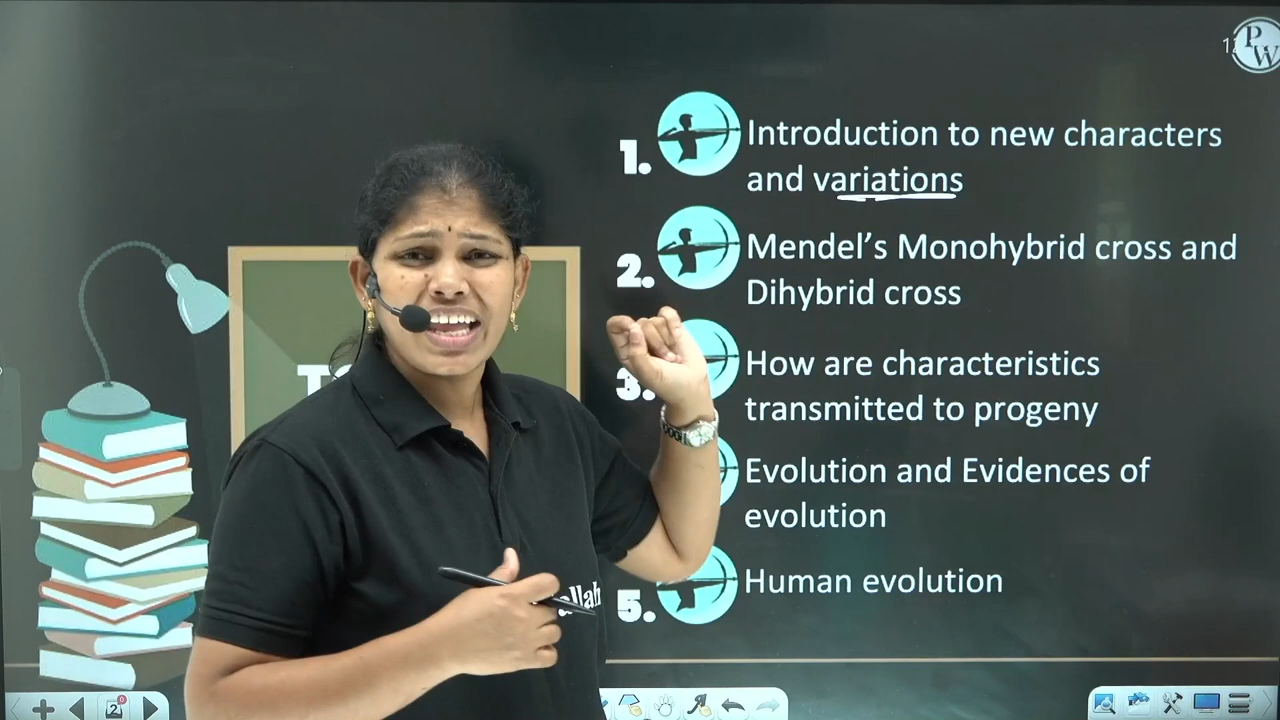 PW
1. Introduction to new characters
and variations
2. Mendel's Monohybrid cross and
Dihybrid cross
3. How are characteristics
transmitted to progeny
Evolution and Evidences of
evolution
5. Human evolution